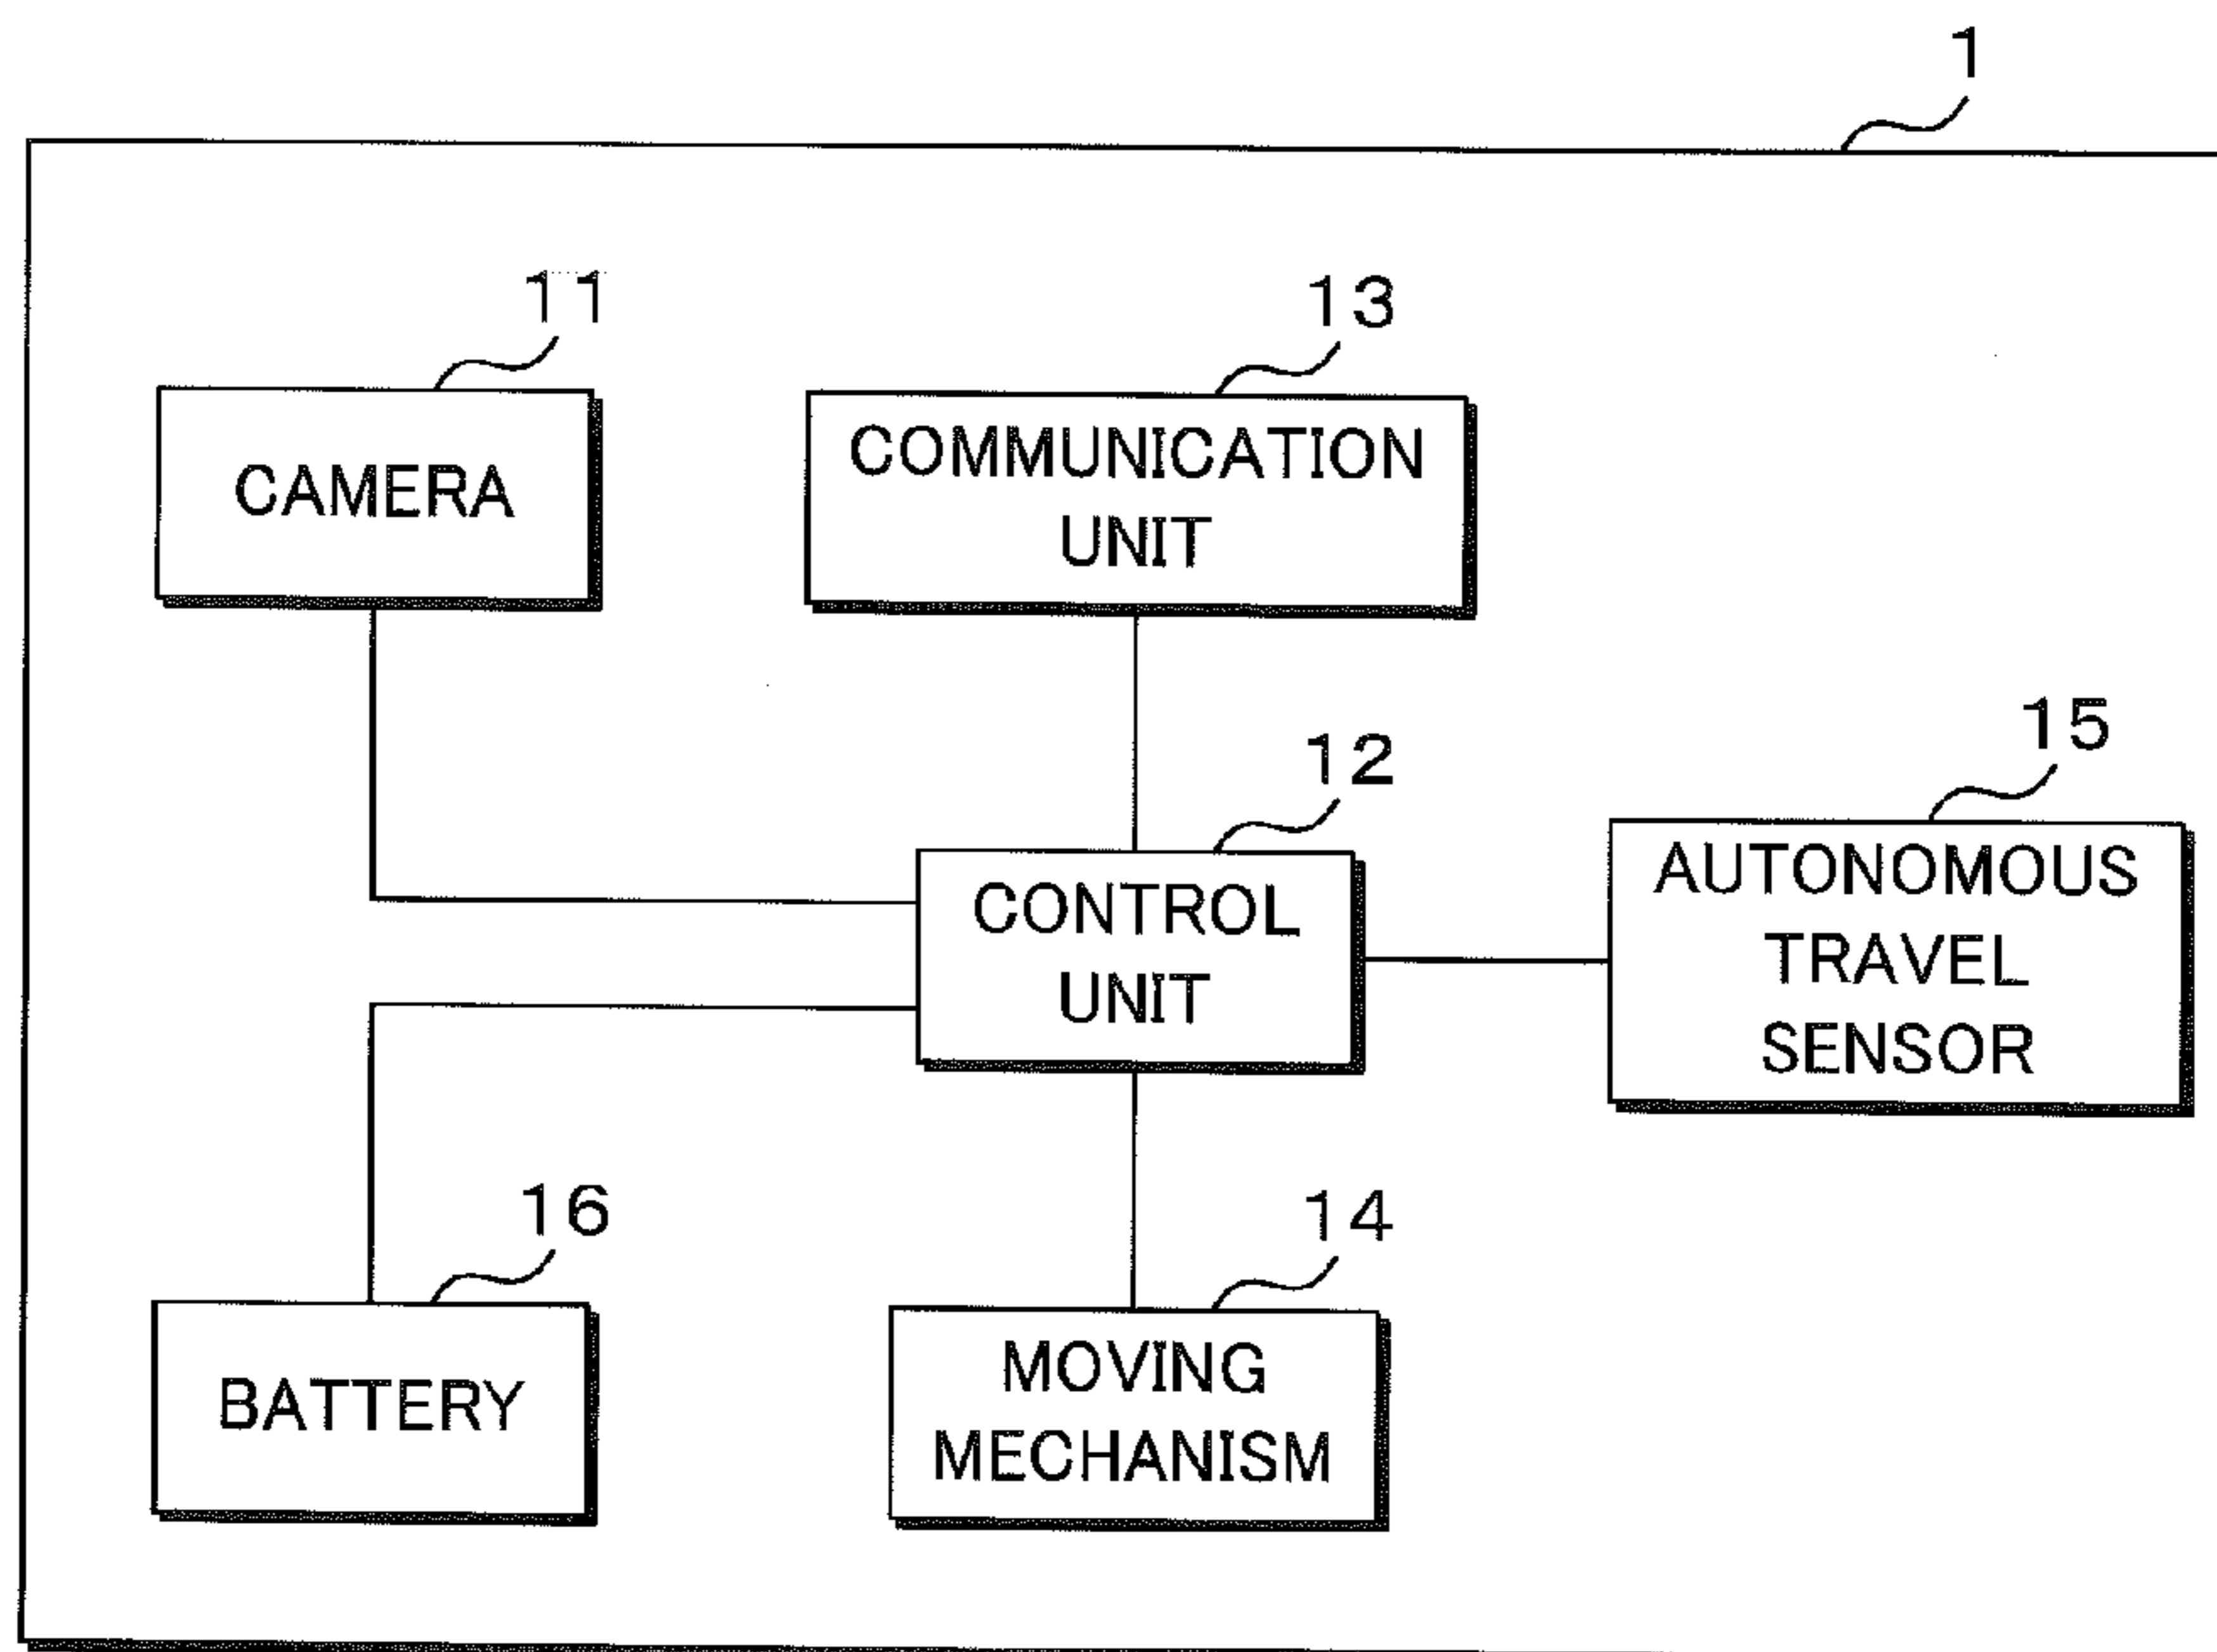 1
11
CAMERA
13
COMMUNICATION
UNIT
12
CONTROL
UNIT
15
AUTONOMOUS
TRAVEL
SENSOR
16
BATTERY
14
MOVING
MECHANISM